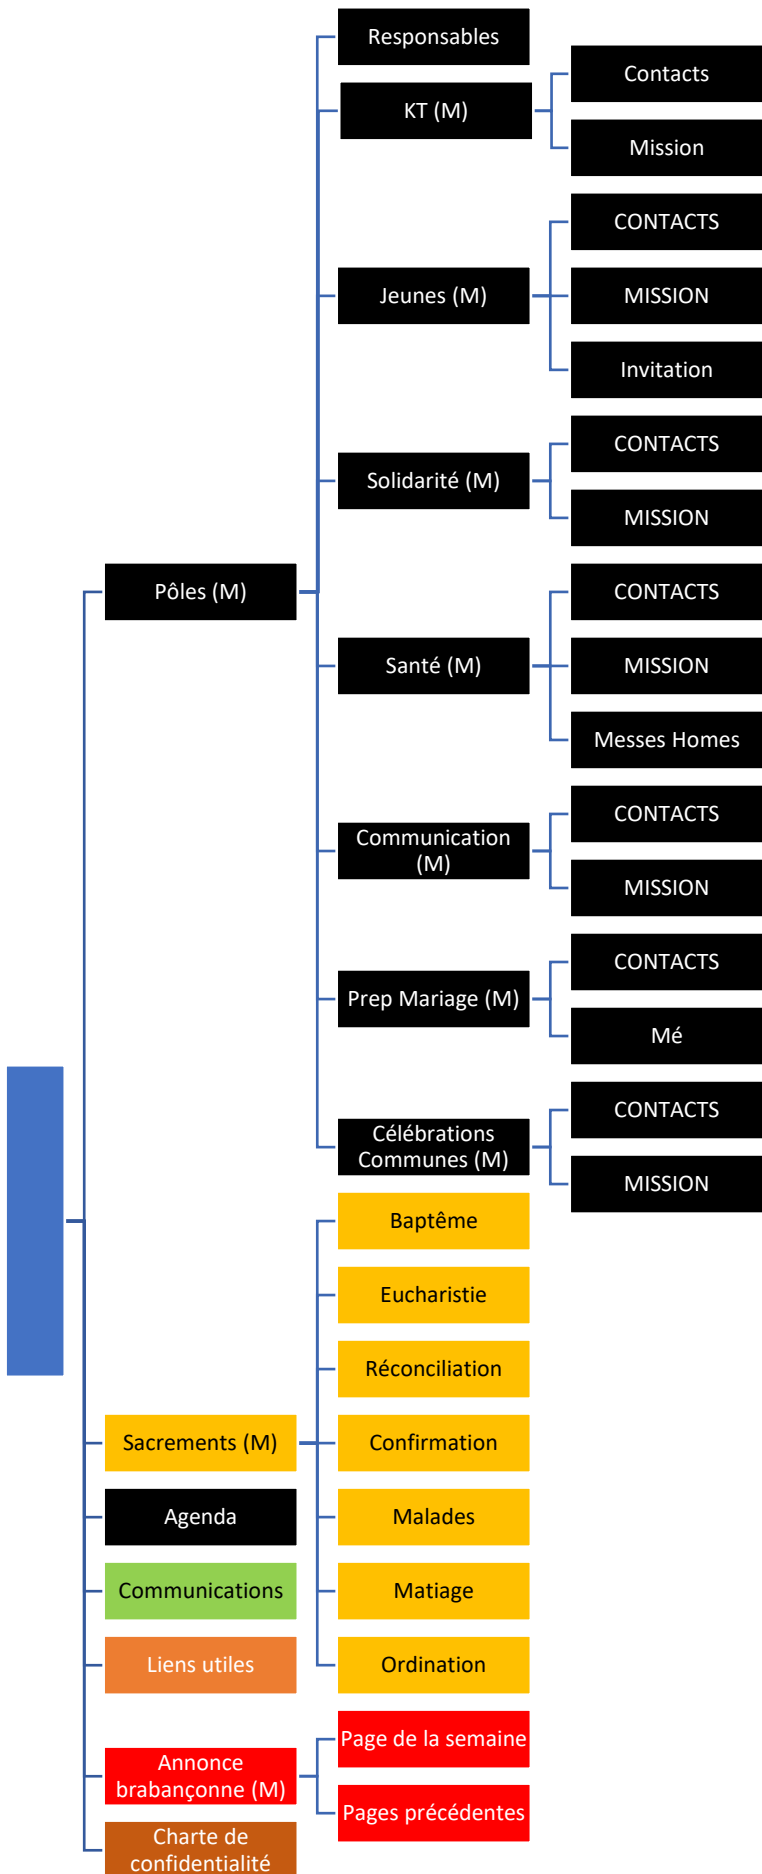 Responsables
KT (M)
Contacts
Mission
Jeunes (M)
CONTACTS
MISSION
Invitation
Solidarité (M)
CONTACTS
MISSION
Pôles (M)
Santé (M)
CONTACTS
MISSION
Messes Homes
Communication
(M)
CONTACTS
MISSION
Prep Mariage (M)
CONTACTS
Mé
Célébrations
Communes (M)
CONTACTS
MISSION
Sacrements (M)
Baptême
Eucharistie
Réconciliation
Confirmation
Malades
Matiage
Ordination
Agenda
Communications
Liens utiles
Annonce
brabançonne (M)
Page de la semaine
Pages précédentes
Charte de
confidentialité